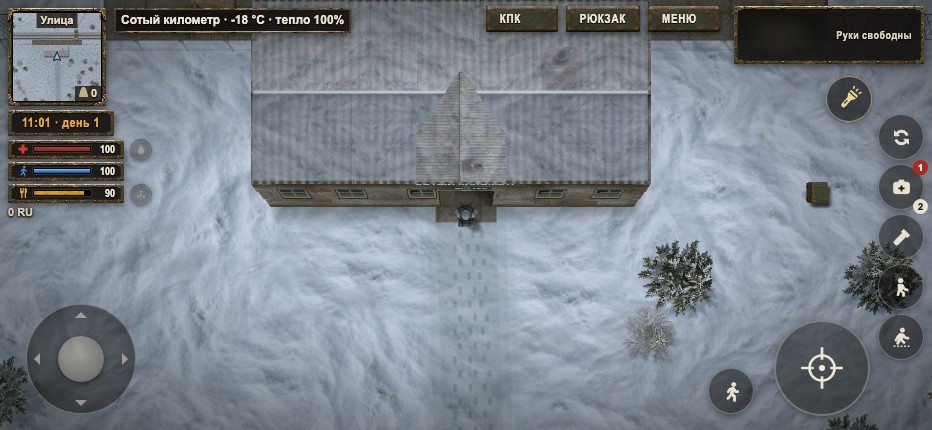 Улица
Сотый километр · -18 °C · тепло 100%
КПК
РЮКЗАК
МЕНЮ
Руки свободны
0
11:01 · день 1
100
100
90
0 RU
1
2